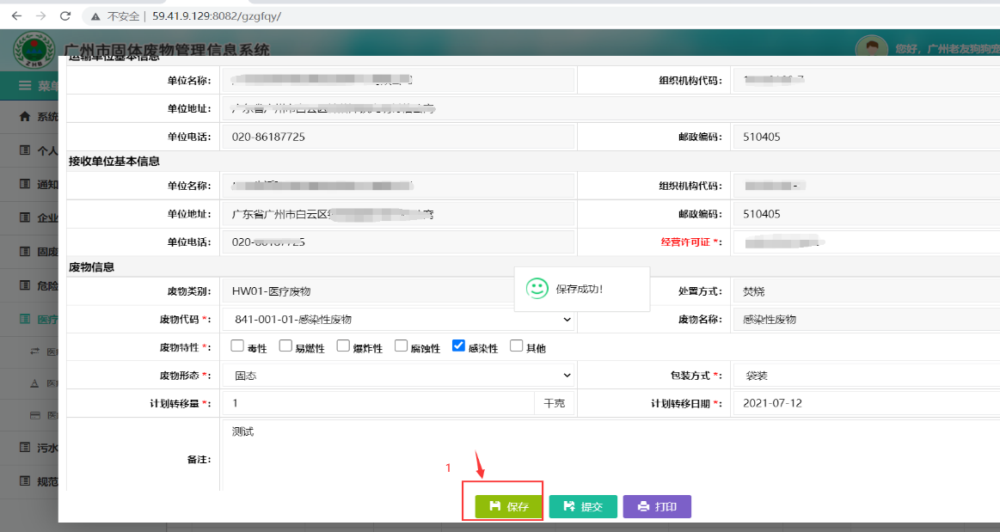 不安全 | 59.41.9.129:8082/gzgfqy/
广州市固体废物管理信息系统
您好，广州老友狗狗宠
菜单
运输单位基本信息
系统
单位名称：
组织机构代码：
单位地址：
个人
单位电话： 020-86187725 邮政编码： 510405
接收单位基本信息
通知
单位名称：
组织机构代码：
企业
单位地址： 广东省广州市白云区
邮政编码： 510405
单位电话： 020-
经营许可证 *：
固废
废物信息
危险
废物类别： HW01-医疗废物
保存成功！
处置方式： 焚烧
医疗
废物代码 *： 841-001-01-感染性废物 废物名称： 感染性废物
医
废物特性 *： 毒性 易燃性 爆炸性 腐蚀性 感染性 其他
医
废物形态 *： 固态 包装方式 *： 袋装
医
计划转移量 *： 1 千克 计划转移日期 *： 2021-07-12
备注： 测试
污水
规范
1
保存 提交 打印